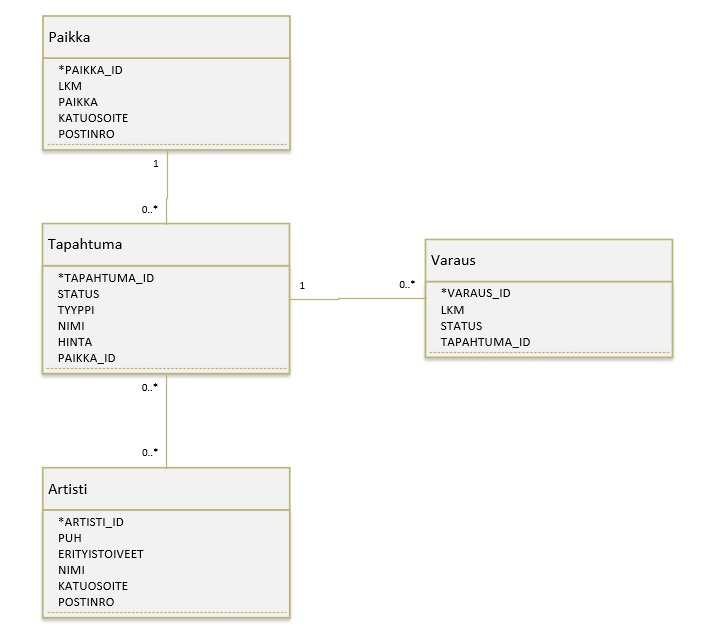 Paikka
*PAIKKA_ID
LKM
PAIKKA
KATUOSOITE
POSTINRO
1
0..*
Tapahtuma
*TAPAHTUMA_ID
STATUS
TYYPPI
NIMI
HINTA
PAIKKA_ID
1
0..*
Varaus
*VARAUS_ID
LKM
STATUS
TAPAHTUMA_ID
0..*
0..*
Artisti
*ARTISTI_ID
PUH
ERITYISTOIVEET
NIMI
KATUOSOITE
POSTINRO